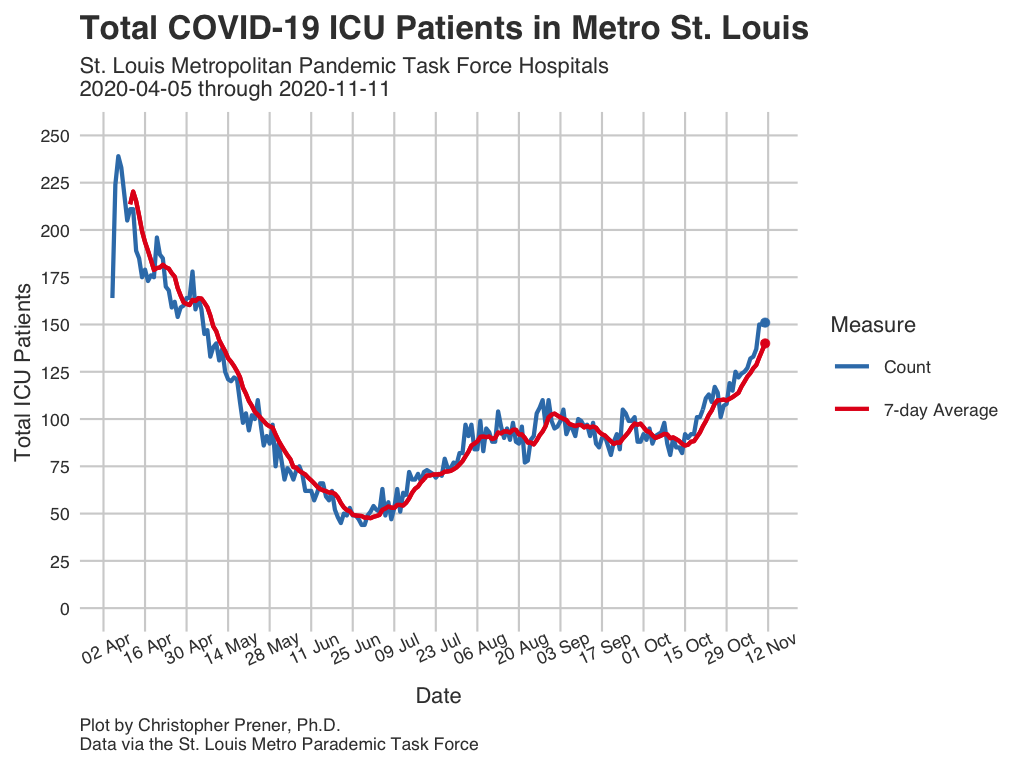 Total COVID-19 ICU Patients in Metro St. Louis
St. Louis Metropolitan Pandemic Task Force Hospitals
2020-04-05 through 2020-11-11
250
225
200
175
150
125
100
75
50
25
0
Total ICU Patients
02 Apr
16 Apr
30 Apr
14 May
28 May
11 Jun
25 Jun
09 Jul
23 Jul
06 Aug
20 Aug
03 Sep
17 Sep
01 Oct
15 Oct
29 Oct
12 Nov
Date
Measure
Count
7-day Average
Plot by Christopher Prener, Ph.D.
Data via the St. Louis Metro Parademic Task Force